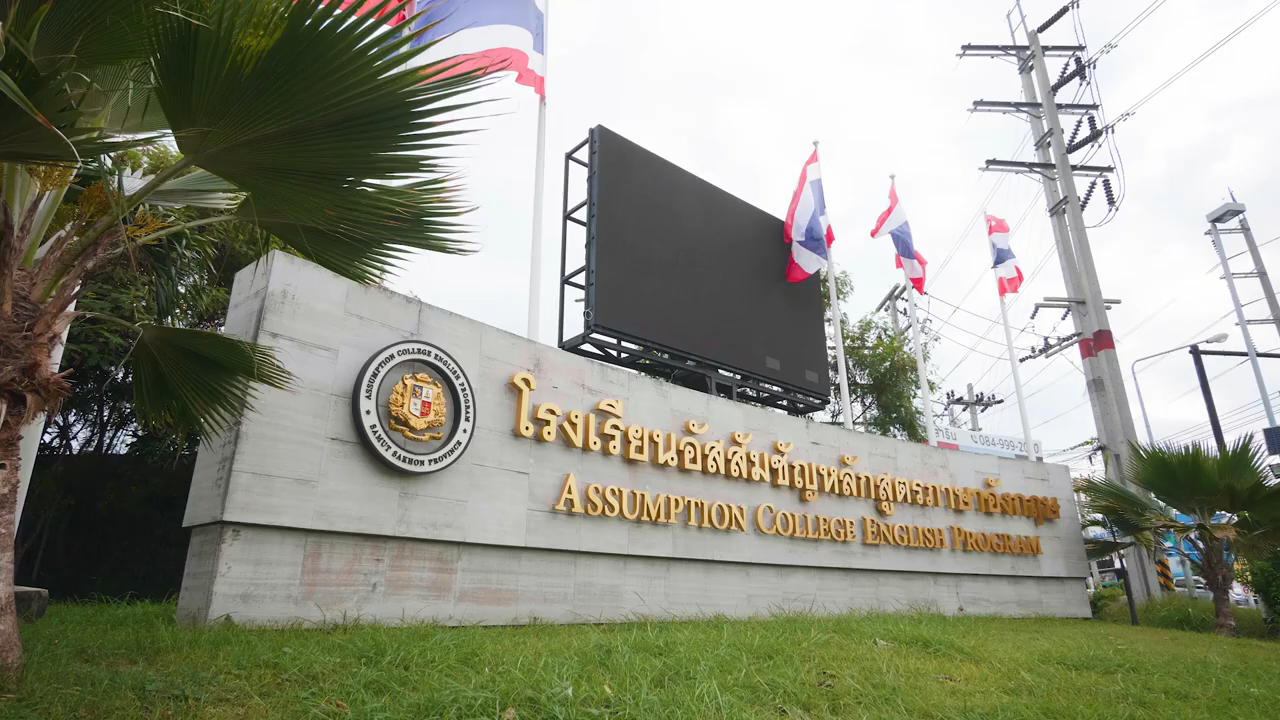 ASSUMPTION COLLEGE ENGLISH PROGRAM
SAMUT SAKHON PROVINCE
โรงเรียนอัสสัมชัญหลักสูตรภาษาอังกฤษ
ASSUMPTION COLLEGE ENGLISH PROGRAM